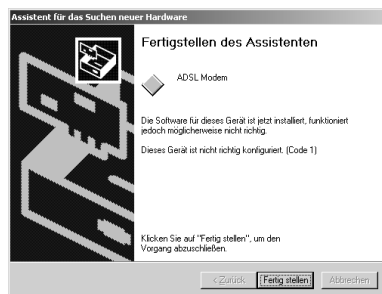 Assistent für das Suchen neuer Hardware
Fertigstellen des Assistenten
ADSL Modem
Die Software für dieses Gerät ist jetzt installiert, funktioniert
jedoch möglicherweise nicht richtig.
Dieses Gerät ist nicht richtig konfiguriert. (Code 1)
Klicken Sie auf "Fertig stellen", um den
Vorgang abzuschließen.
< Zurück
Fertig stellen
Abbrechen